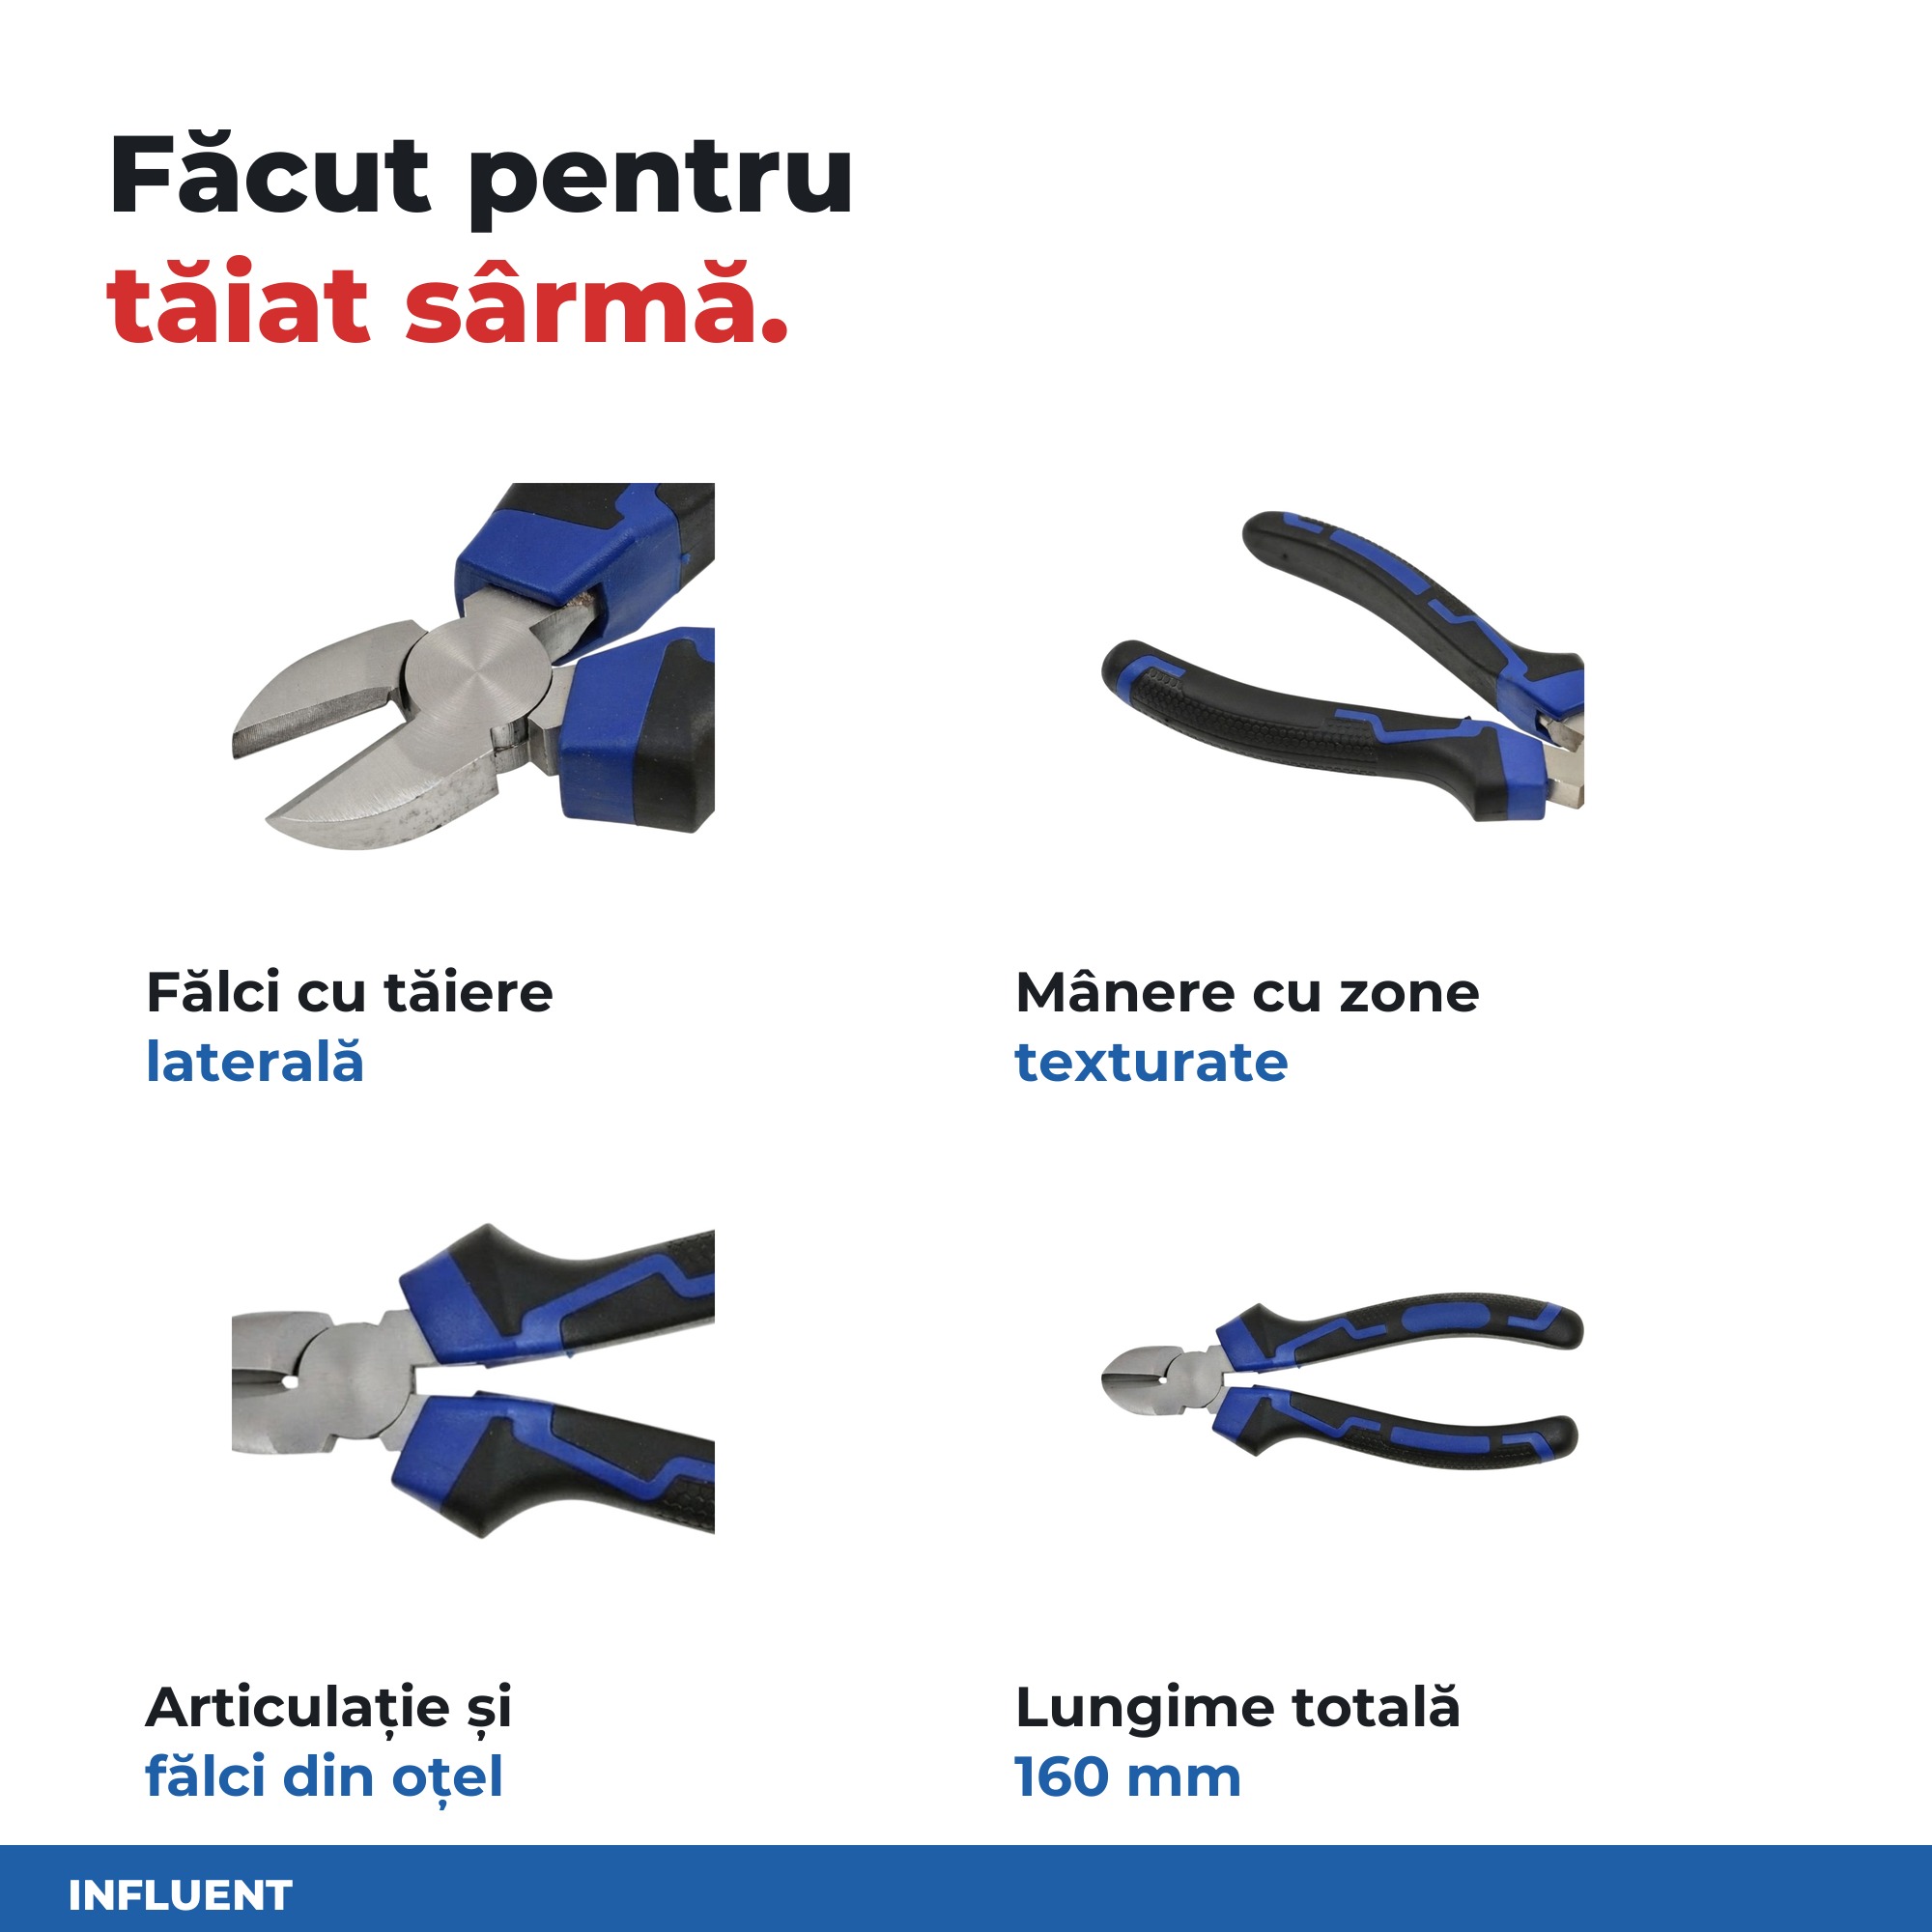 Făcut pentru
tăiat sârmă.
Fălci cu tăiere
laterală
Mânere cu zone
texturate
Articulație și
fălci din oțel
Lungime totală
160 mm
INFLUENT